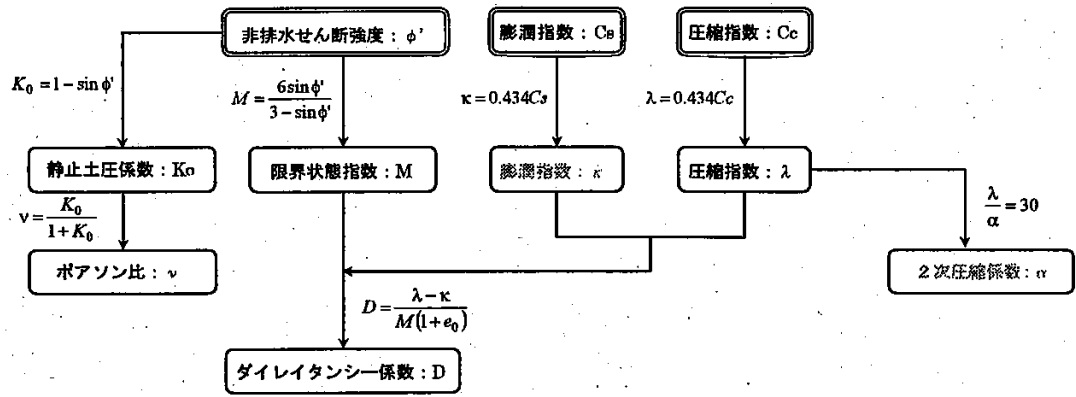 非排水せん断強度：φ'
膨潤指数：Cs
圧縮指数：Cc
K₀ = 1 − sin φ'
M = 6sinφ' / (3 − sinφ')
κ = 0.434Cs
λ = 0.434Cc
静止土圧係数：K₀
限界状態指数：M
膨潤指数：κ
圧縮指数：λ
ν = K₀ / (1 + K₀)
λ / α = 30
ポアソン比：ν
２次圧縮係数：α
D = (λ − κ) / M(1 + e₀)
ダイレイタンシー係数：D